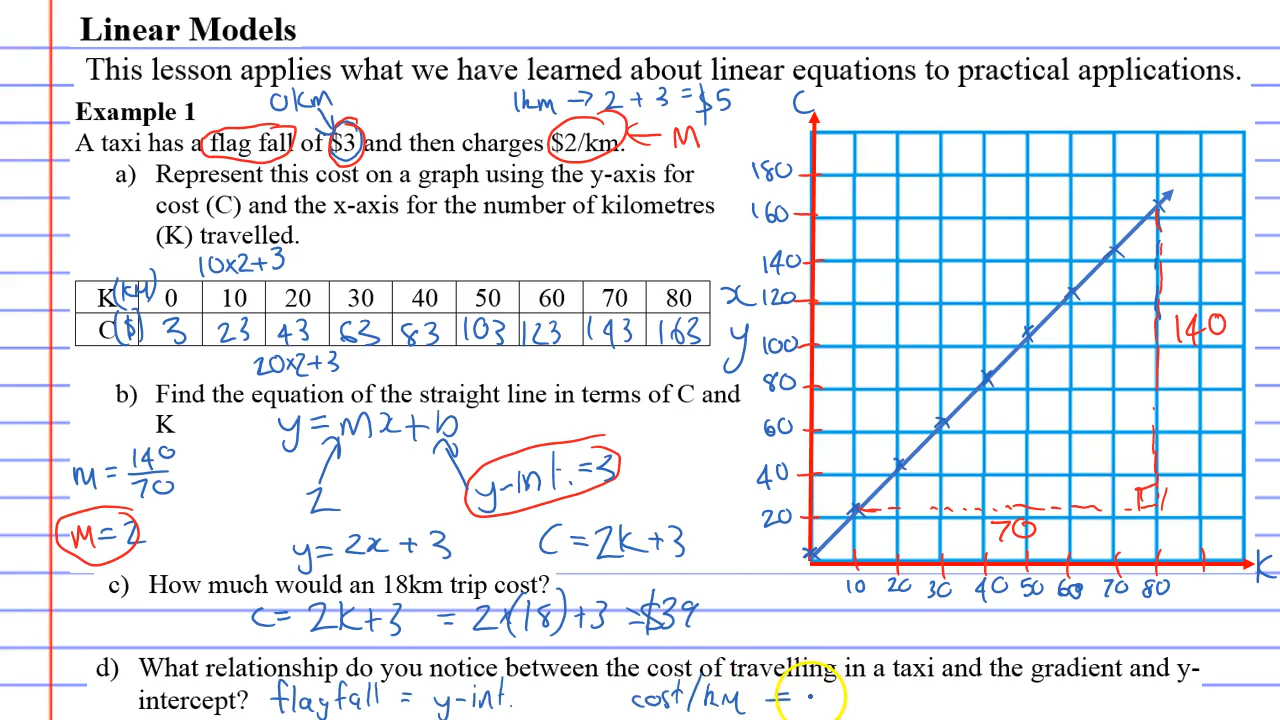 Linear Models
This lesson applies what we have learned about linear equations to practical applications.
Example 1
0km
1km → 2 + 3 = $5
A taxi has a flag fall of $3 and then charges $2/km. ← M
a) Represent this cost on a graph using the y-axis for
cost (C) and the x-axis for the number of kilometres
(K) travelled.
10x2+3
K (KM) 0 10 20 30 40 50 60 70 80 x
C ($) 3 23 43 63 83 103 123 143 163 y
20x2+3
b) Find the equation of the straight line in terms of C and
K
y = mx + b
m = 140/70
2
y-int. = 3
m = 2
y = 2x + 3
C = 2K + 3
c) How much would an 18km trip cost?
C = 2K + 3 = 2x(18) + 3 = $39
d) What relationship do you notice between the cost of travelling in a taxi and the gradient and y-
intercept? flagfall = y-int. cost/km = .
C
180
160
140
120
100
80
60
40
20
140
70
10 20 30 40 50 60 70 80
K